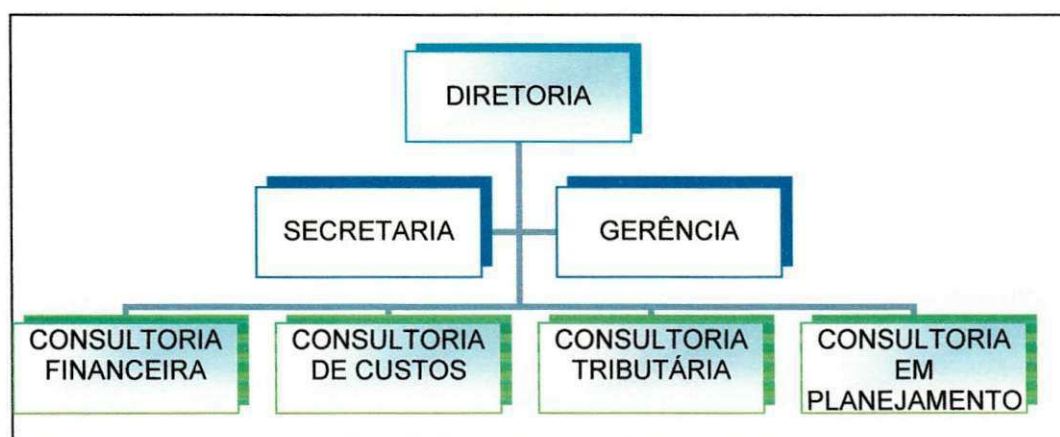 DIRETORIA
SECRETARIA
GERÊNCIA
CONSULTORIA
FINANCEIRA
CONSULTORIA
DE CUSTOS
CONSULTORIA
TRIBUTÁRIA
CONSULTORIA
EM
PLANEJAMENTO